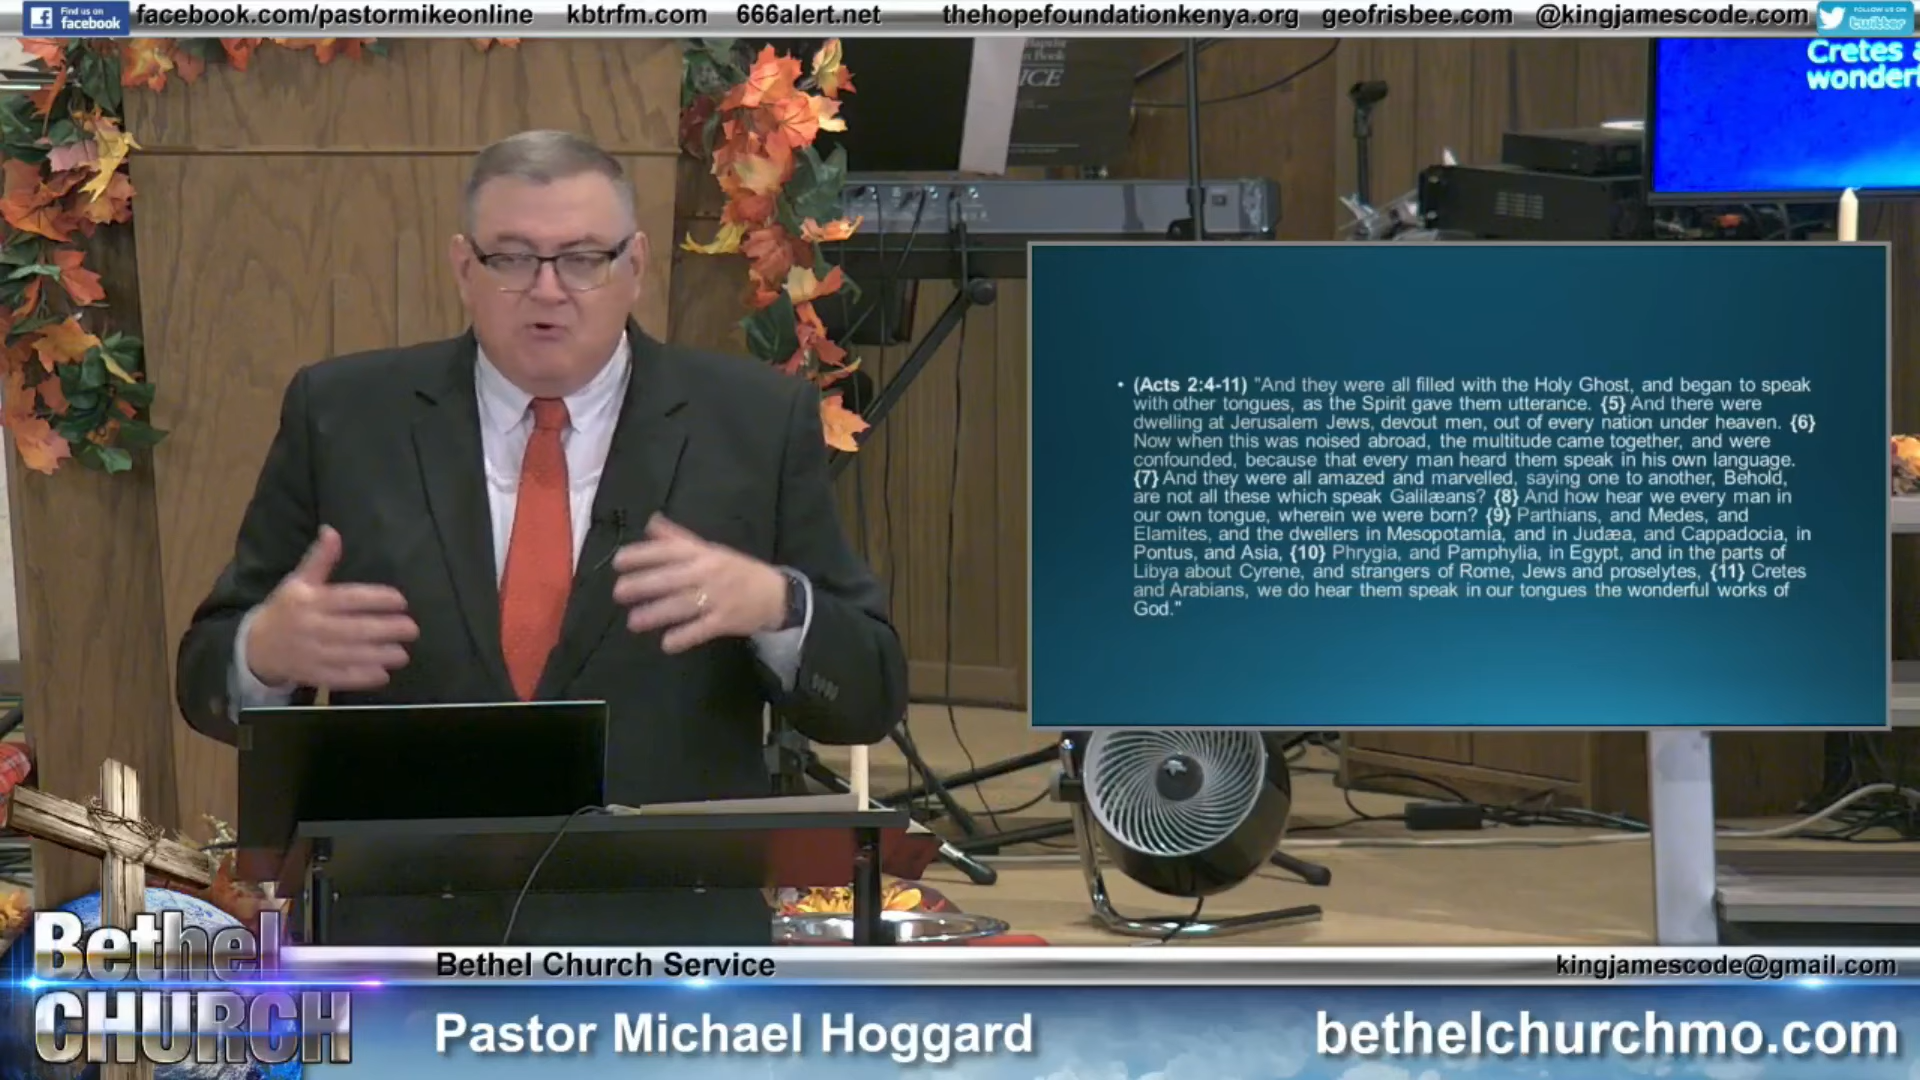 Find us on
facebook
facebook.com/pastormikeonline kbtrfm.com 666alert.net thehopefoundationkenya.org geofrisbee.com @kingjamescode.com
FOLLOW US ON
twitter
ICE
Cretes
wonder
• (Acts 2:4-11) "And they were all filled with the Holy Ghost, and began to speak
with other tongues, as the Spirit gave them utterance. {5} And there were
dwelling at Jerusalem Jews, devout men, out of every nation under heaven. {6}
Now when this was noised abroad, the multitude came together, and were
confounded, because that every man heard them speak in his own language.
{7} And they were all amazed and marvelled, saying one to another, Behold,
are not all these which speak Galilæans? {8} And how hear we every man in
our own tongue, wherein we were born? {9} Parthians, and Medes, and
Elamites, and the dwellers in Mesopotamia, and in Judæa, and Cappadocia, in
Pontus, and Asia, {10} Phrygia, and Pamphylia, in Egypt, and in the parts of
Libya about Cyrene, and strangers of Rome, Jews and proselytes, {11} Cretes
and Arabians, we do hear them speak in our tongues the wonderful works of
God."
Bethel
CHURCH
Bethel Church Service
kingjamescode@gmail.com
Pastor Michael Hoggard
bethelchurchmo.com